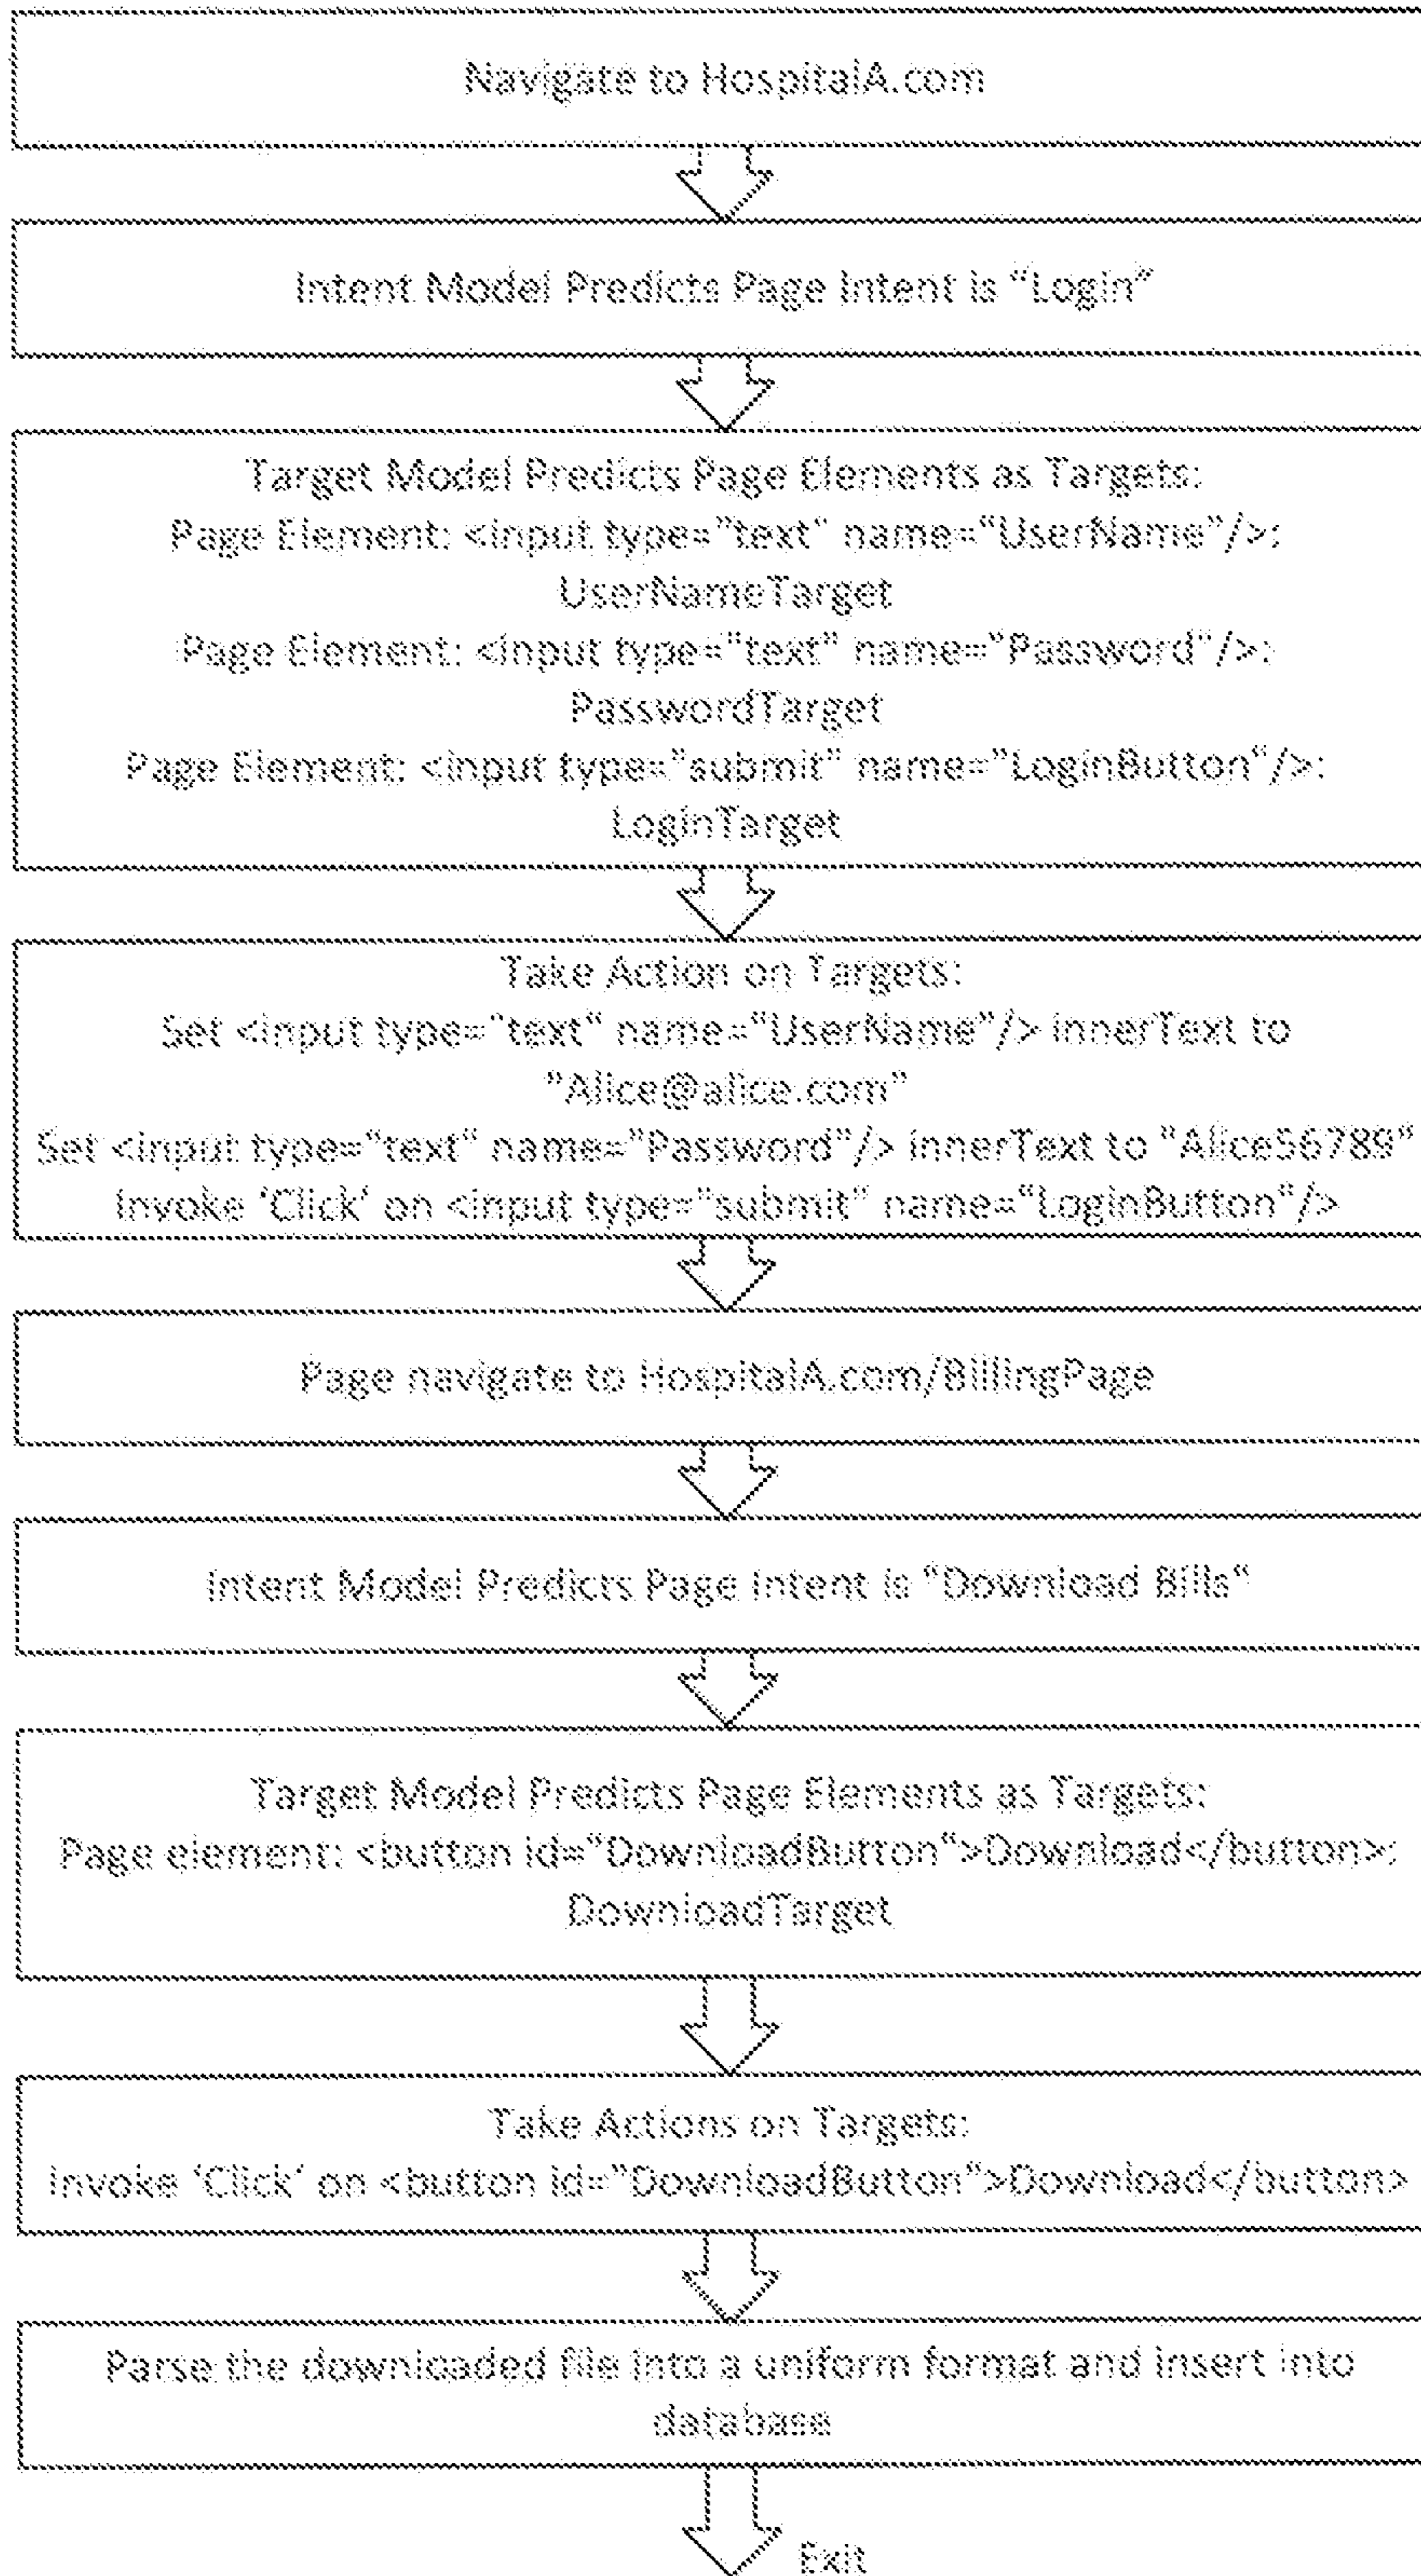 Navigate to HospitalA.com
Intent Model Predicts Page Intent is “Login”
Target Model Predicts Page Elements as Targets:
Page Element: <input type="text" name="UserName"/>:
UserNameTarget
Page Element: <input type="text" name="Password"/>:
PasswordTarget
Page Element: <input type="submit" name="LoginButton"/>:
LoginTarget
Take Action on Targets:
Set <input type="text" name="UserName"/> innerText to
"Alice@alice.com"
Set <input type="text" name="Password"/> innerText to "Alice56789"
Invoke ‘Click’ on <input type="submit" name="LoginButton"/>
Page navigate to HospitalA.com/BillingPage
Intent Model Predicts Page Intent is "Download Bills"
Target Model Predicts Page Elements as Targets:
Page element: <button id="DownloadButton">Download</button>:
DownloadTarget
Take Actions on Targets:
Invoke ‘Click’ on <button id="DownloadButton">Download</button>
Parse the downloaded file into a uniform format and insert into
database
Exit